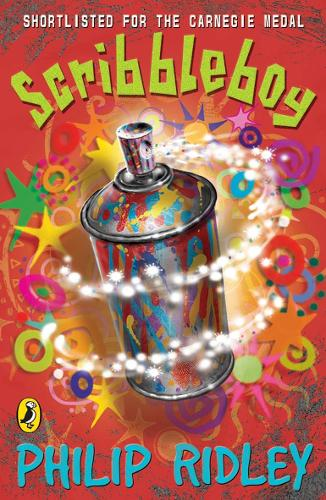 SHORTLISTED FOR THE CARNEGIE MEDAL
Scribbleboy
PHILIP RIDLEY